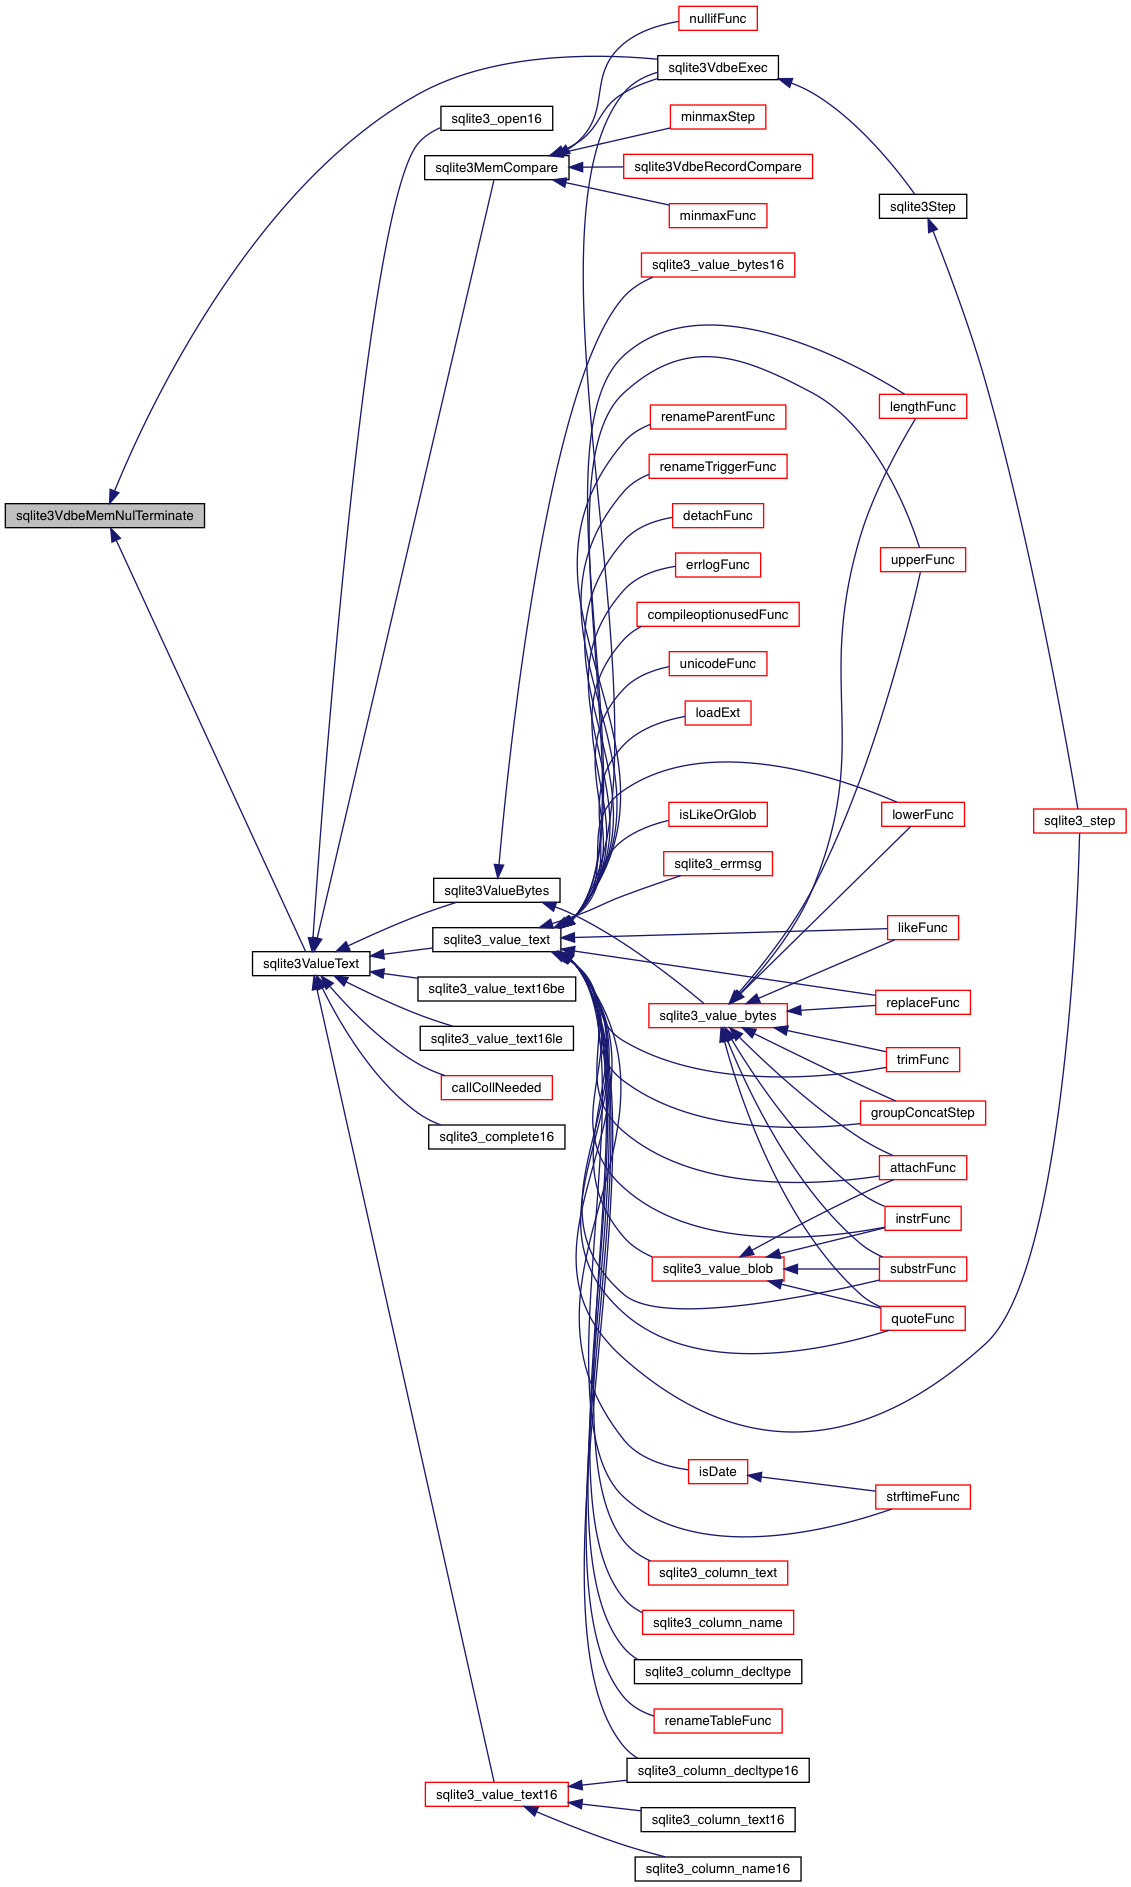 nullifFunc
sqlite3VdbeExec
sqlite3_open16
minmaxStep
sqlite3MemCompare
sqlite3VdbeRecordCompare
sqlite3Step
minmaxFunc
sqlite3_value_bytes16
lengthFunc
renameParentFunc
renameTriggerFunc
sqlite3VdbeMemNulTerminate
detachFunc
upperFunc
errlogFunc
compileoptionusedFunc
unicodeFunc
loadExt
isLikeOrGlob
lowerFunc
sqlite3_step
sqlite3_errmsg
sqlite3ValueBytes
likeFunc
sqlite3_value_text
sqlite3ValueText
sqlite3_value_text16be
replaceFunc
sqlite3_value_bytes
sqlite3_value_text16le
trimFunc
callCollNeeded
groupConcatStep
sqlite3_complete16
attachFunc
instrFunc
sqlite3_value_blob
substrFunc
quoteFunc
isDate
strftimeFunc
sqlite3_column_text
sqlite3_column_name
sqlite3_column_decltype
renameTableFunc
sqlite3_column_decltype16
sqlite3_value_text16
sqlite3_column_text16
sqlite3_column_name16